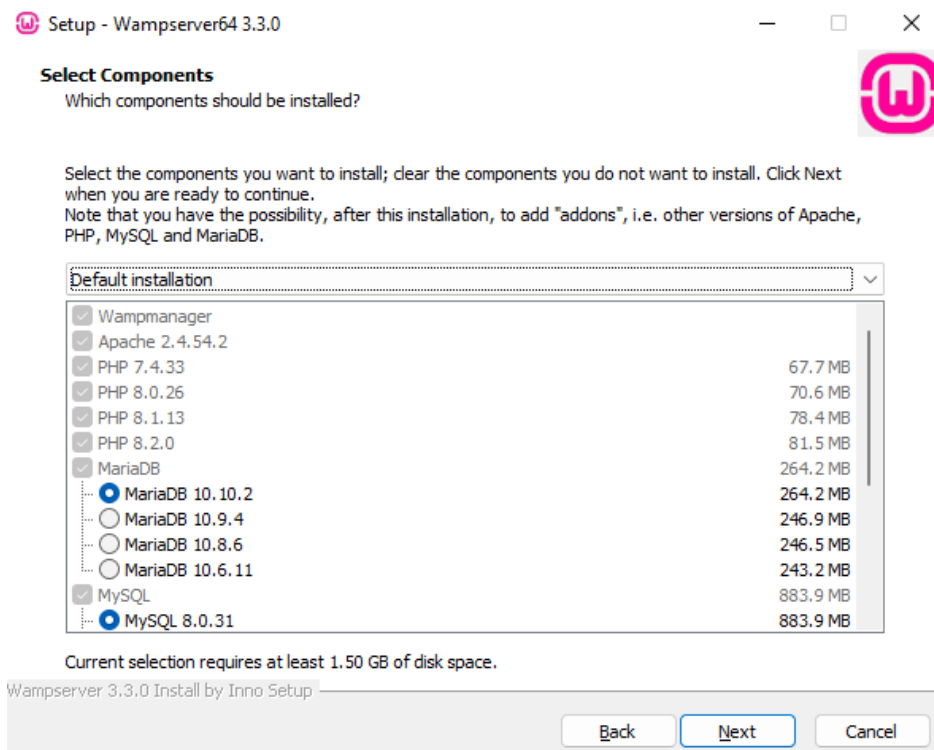 Setup - Wampserver64 3.3.0
Select Components
Which components should be installed?
Select the components you want to install; clear the components you do not want to install. Click Next
when you are ready to continue.
Note that you have the possibility, after this installation, to add "addons", i.e. other versions of Apache,
PHP, MySQL and MariaDB.
Default installation
Wampmanager
Apache 2.4.54.2
PHP 7.4.33 67.7 MB
PHP 8.0.26 70.6 MB
PHP 8.1.13 78.4 MB
PHP 8.2.0 81.5 MB
MariaDB 264.2 MB
MariaDB 10.10.2 264.2 MB
MariaDB 10.9.4 246.9 MB
MariaDB 10.8.6 246.5 MB
MariaDB 10.6.11 243.2 MB
MySQL 883.9 MB
MySQL 8.0.31 883.9 MB
Current selection requires at least 1.50 GB of disk space.
Wampserver 3.3.0 Install by Inno Setup
Back Next Cancel